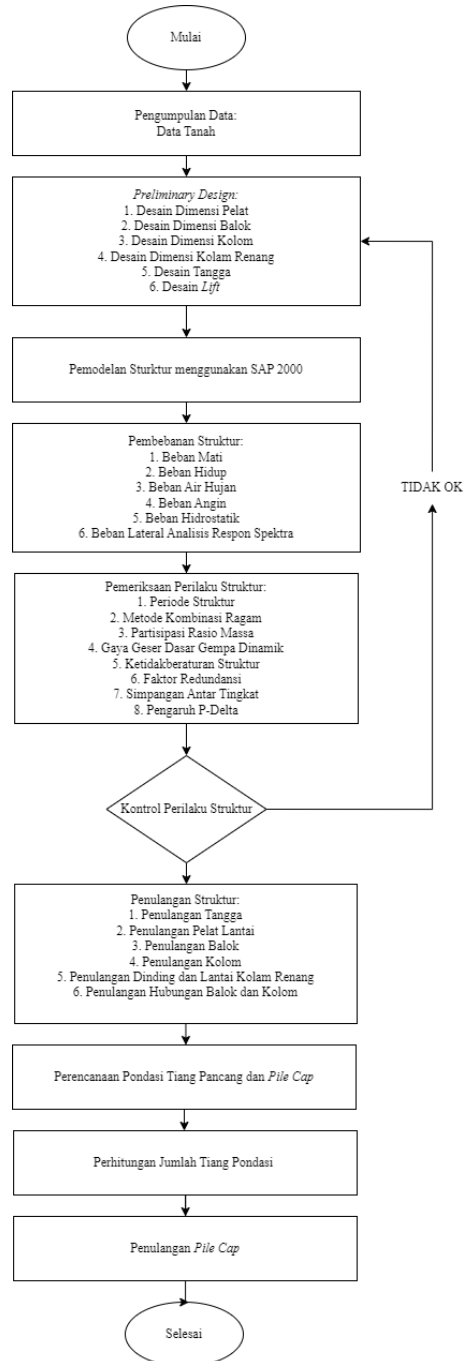 Mulai
Pengumpulan Data:
Data Tanah
Preliminary Design:
1. Desain Dimensi Pelat
2. Desain Dimensi Balok
3. Desain Dimensi Kolom
4. Desain Dimensi Kolam Renang
5. Desain Tangga
6. Desain Lift
Pemodelan Sturktur menggunakan SAP 2000
Pembebanan Struktur:
1. Beban Mati
2. Beban Hidup
3. Beban Air Hujan
4. Beban Angin
5. Beban Hidrostatik
6. Beban Lateral Analisis Respon Spektra
TIDAK OK
Pemeriksaan Perilaku Struktur:
1. Periode Struktur
2. Metode Kombinasi Ragam
3. Partisipasi Rasio Massa
4. Gaya Geser Dasar Gempa Dinamik
5. Ketidakberaturan Struktur
6. Faktor Redundansi
7. Simpangan Antar Tingkat
8. Pengaruh P-Delta
Kontrol Perilaku Struktur
Penulangan Struktur:
1. Penulangan Tangga
2. Penulangan Pelat Lantai
3. Penulangan Balok
4. Penulangan Kolom
5. Penulangan Dinding dan Lantai Kolam Renang
6. Penulangan Hubungan Balok dan Kolom
Perencanaan Pondasi Tiang Pancang dan Pile Cap
Perhitungan Jumlah Tiang Pondasi
Penulangan Pile Cap
Selesai